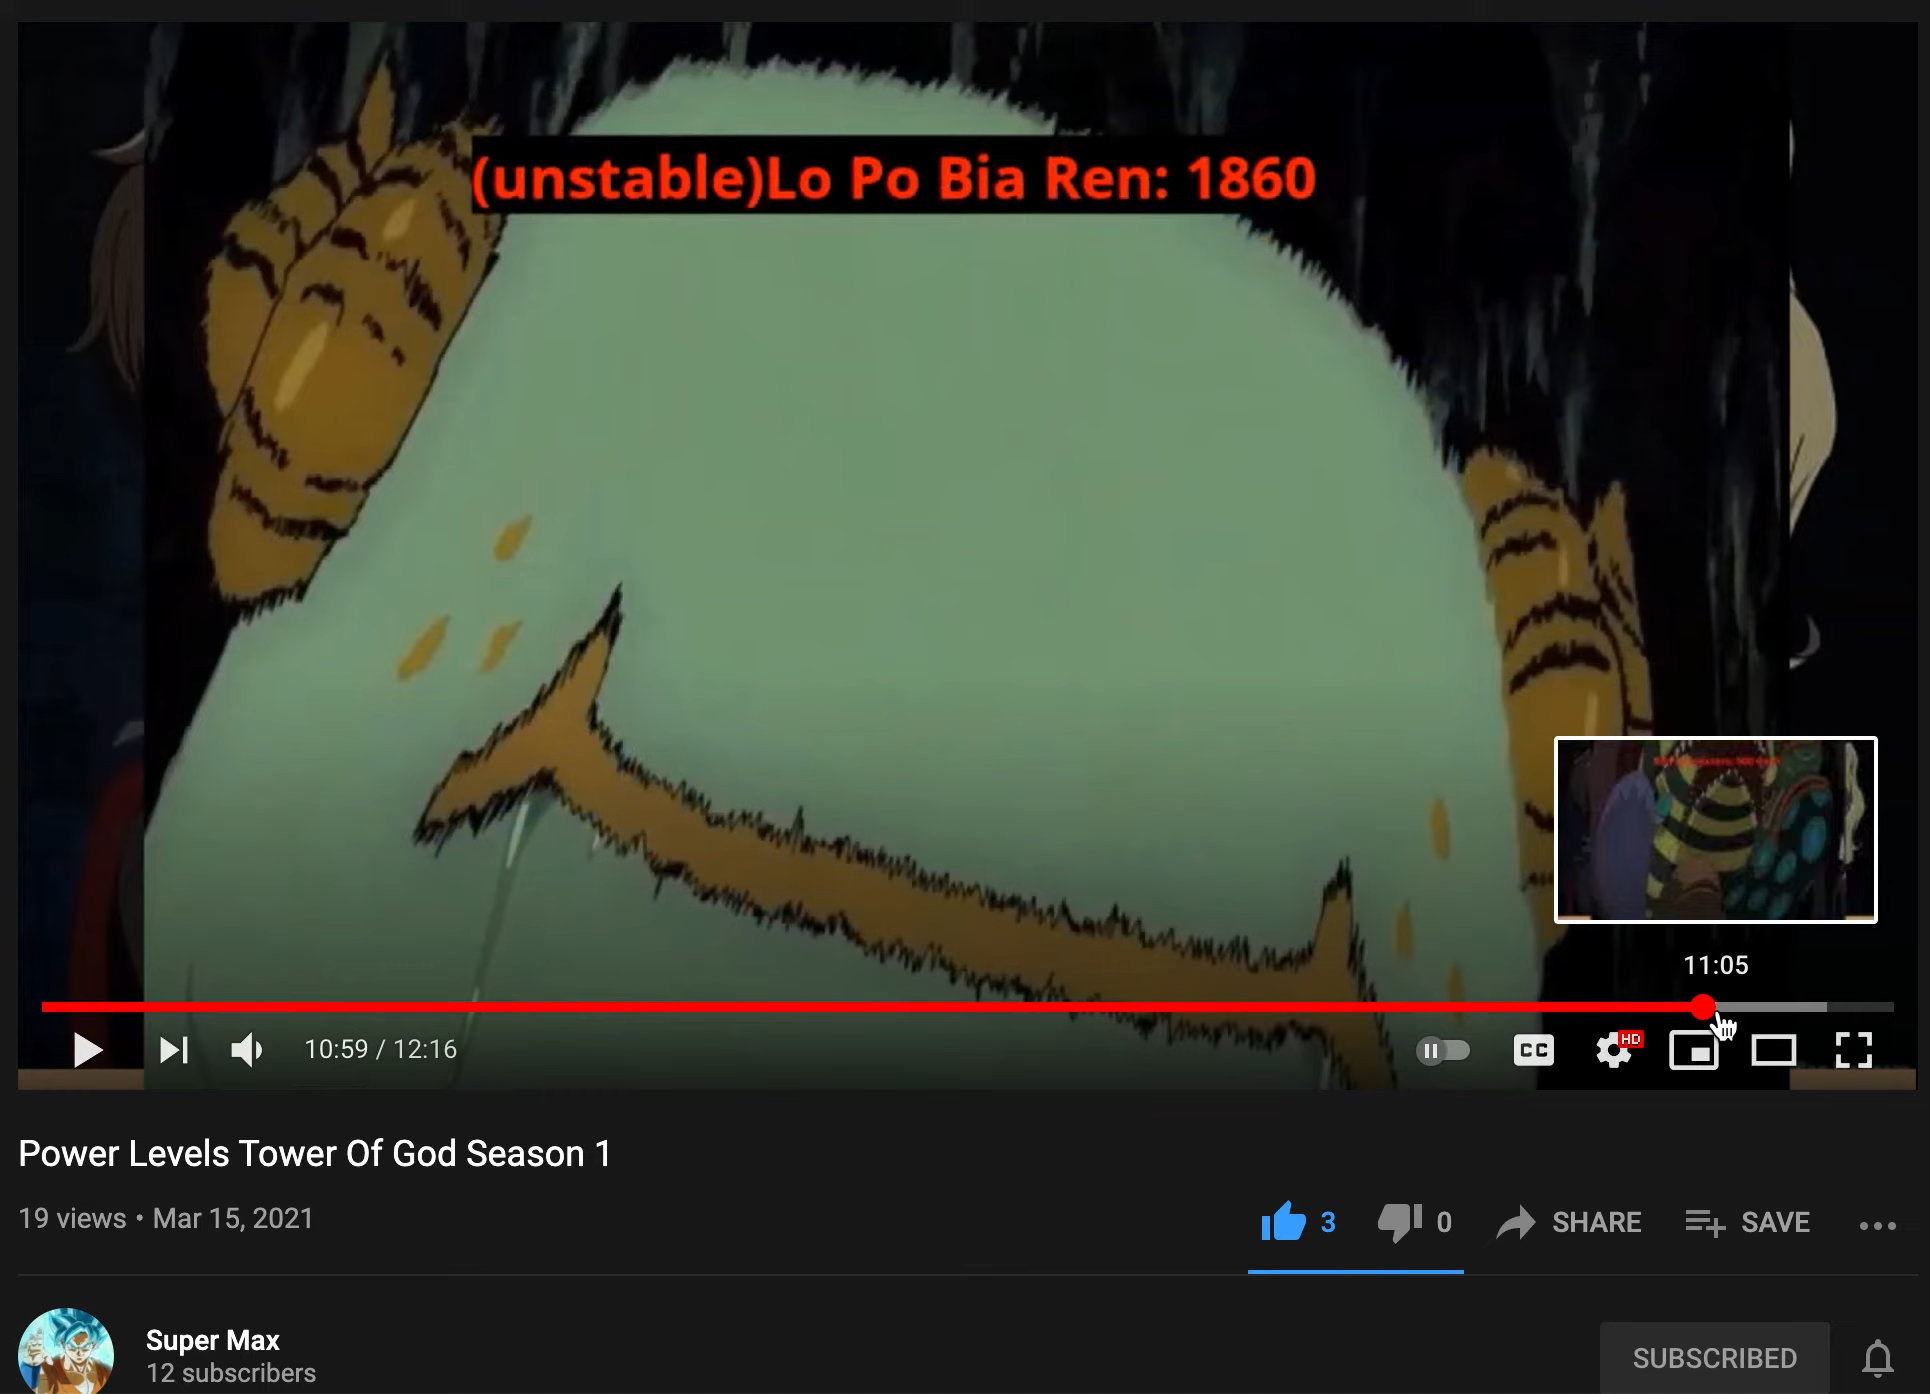 (unstable)Lo Po Bia Ren: 1860
11:05
10:59 / 12:16
CC
HD
Power Levels Tower Of God Season 1
19 views • Mar 15, 2021
3
0
SHARE
SAVE
Super Max
12 subscribers
SUBSCRIBED